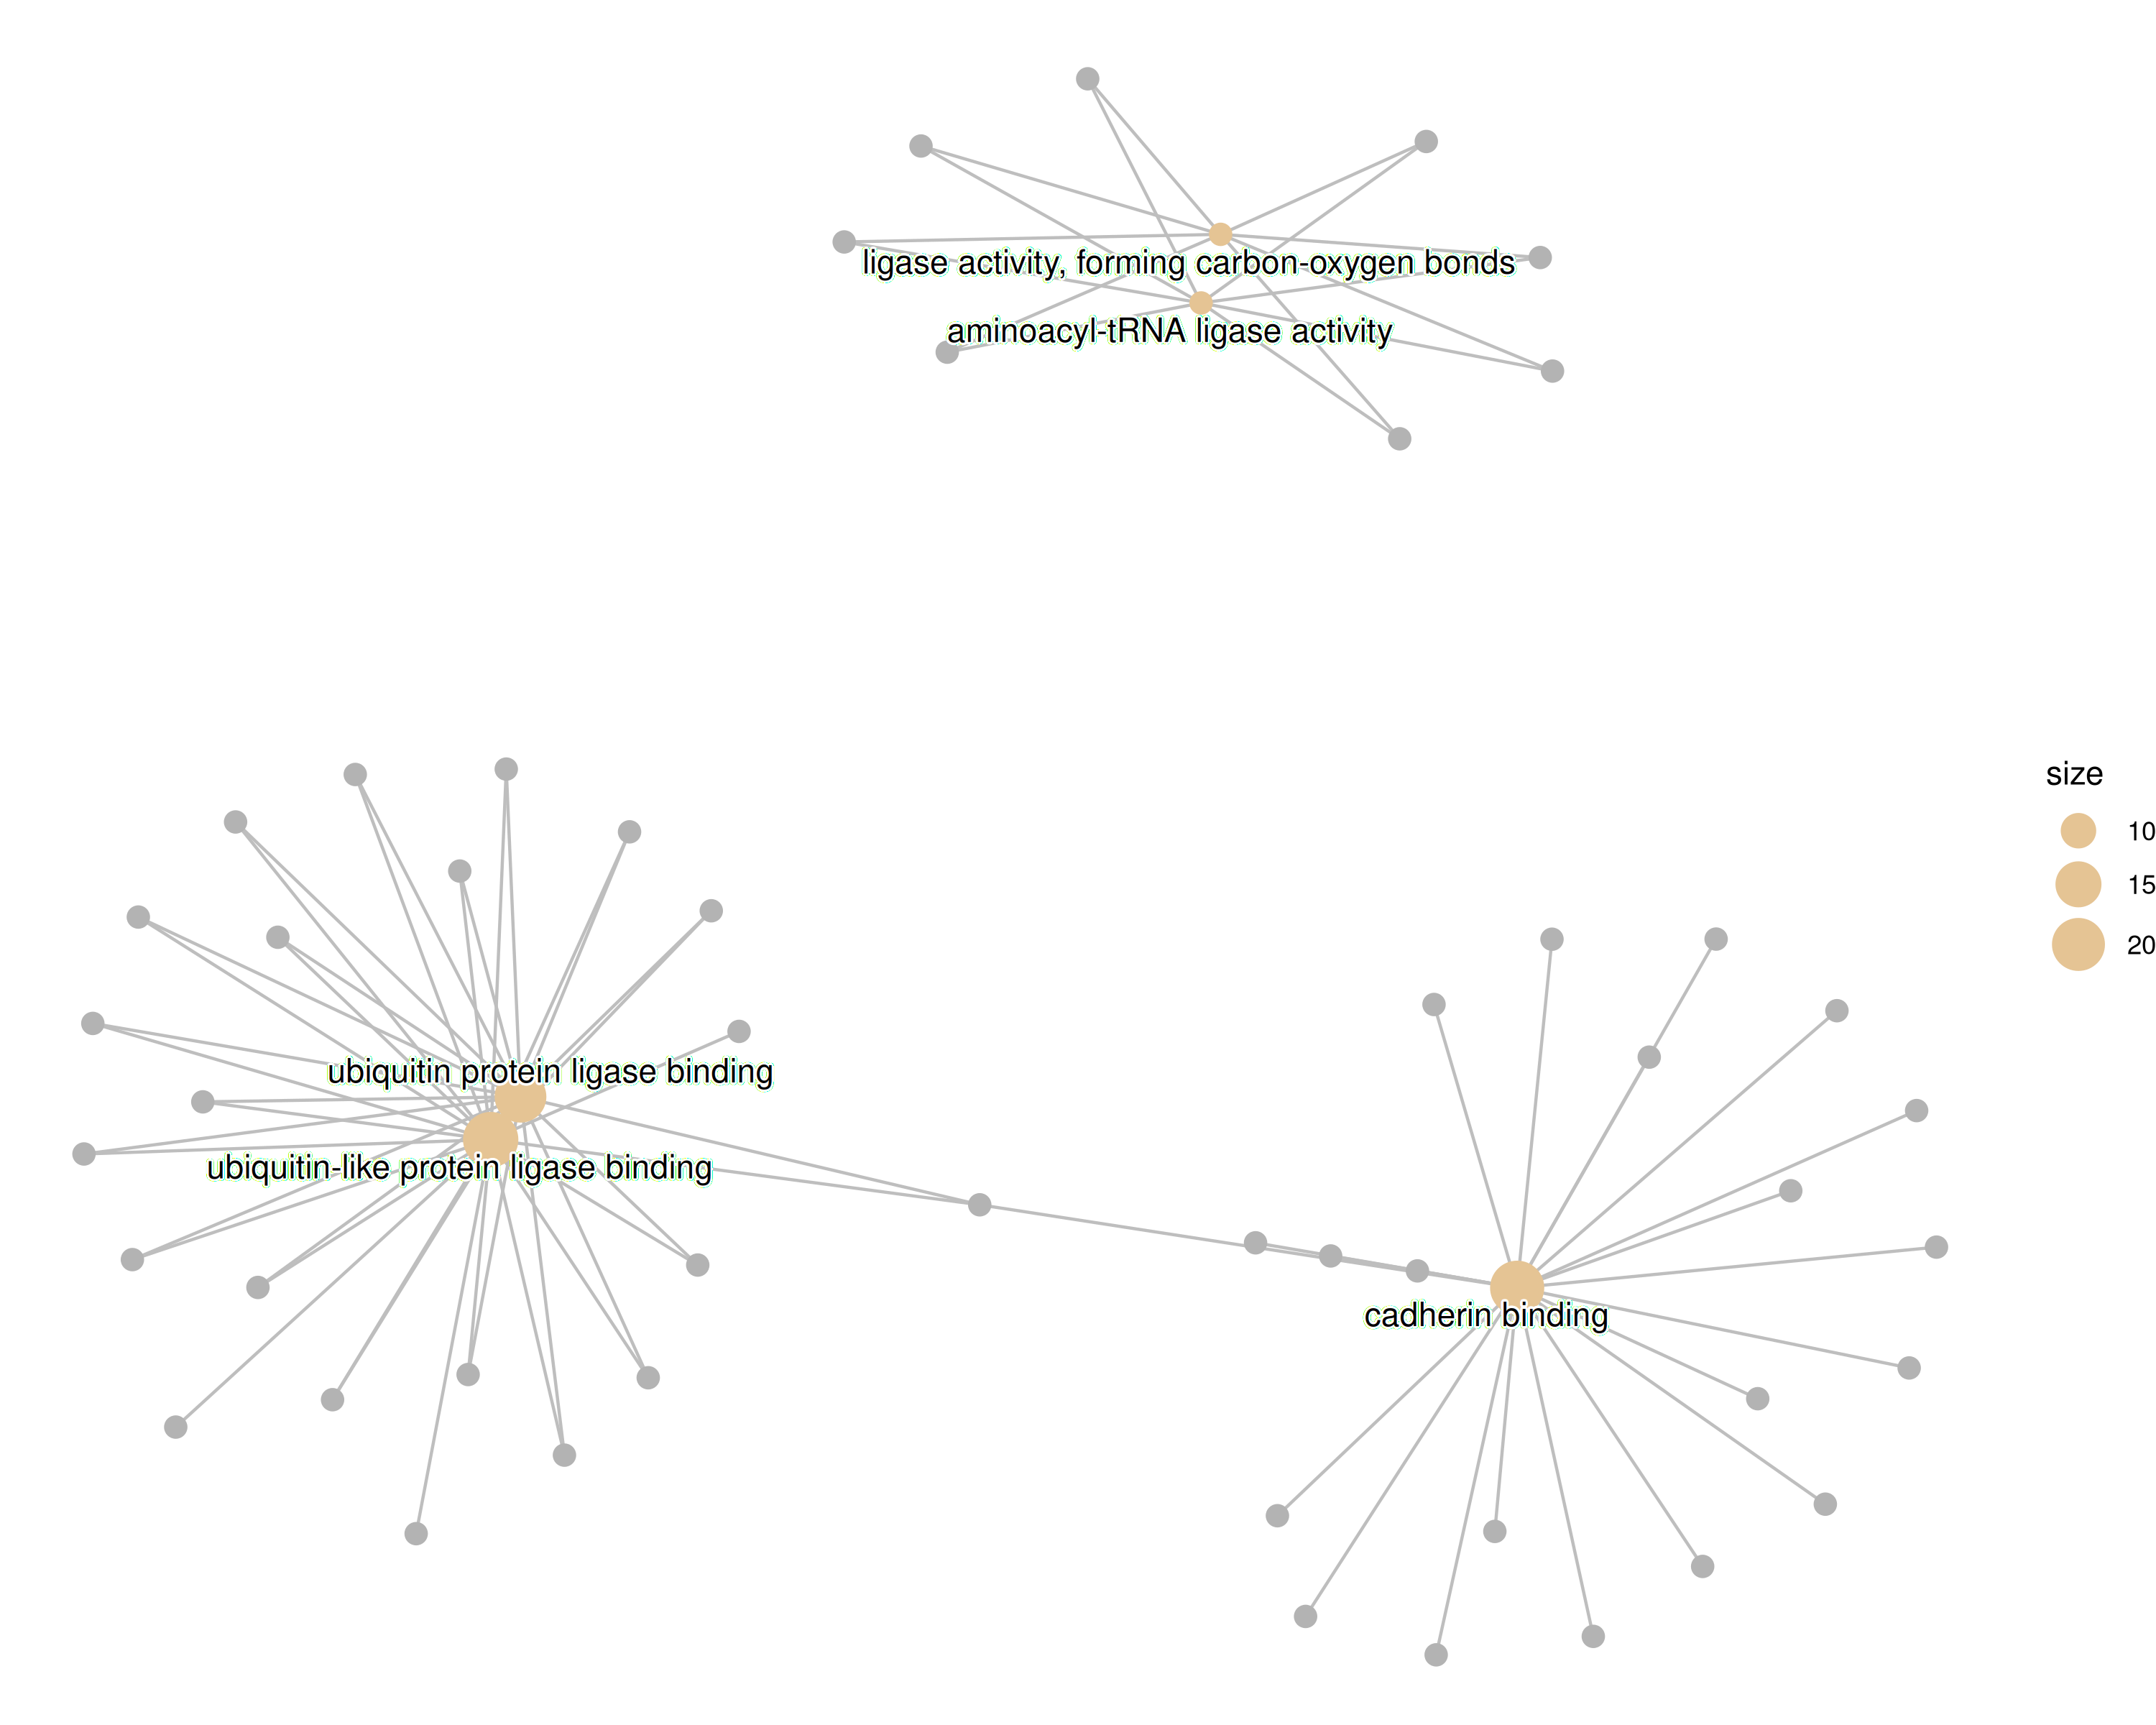 ligase activity, forming carbon-oxygen bonds
aminoacyl-tRNA ligase activity
size
10
15
20
ubiquitin protein ligase binding
ubiquitin-like protein ligase binding
cadherin binding